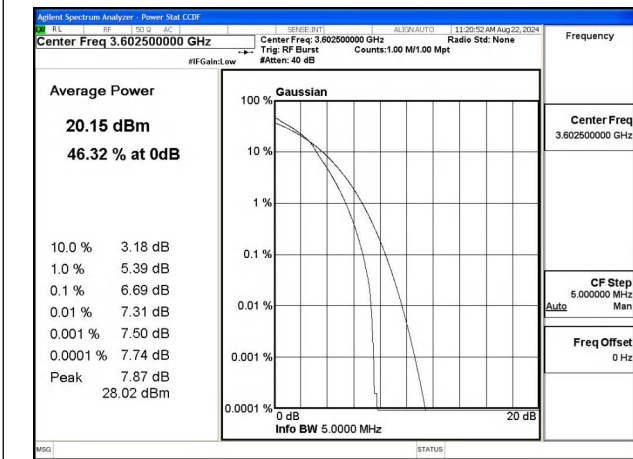 Agilent Spectrum Analyzer - Power Stat CCDF
RL RF 50 Ω AC SENSE:INT ALIGN AUTO 11:20:52 AM Aug 22, 2024
Center Freq 3.602500000 GHz
Center Freq: 3.602500000 GHz Radio Std: None
Trig: RF Burst Counts:1.00 M/1.00 Mpt
#IFGain:Low #Atten: 40 dB
Frequency
Average Power
20.15 dBm
46.32 % at 0dB
10.0 % 3.18 dB
1.0 % 5.39 dB
0.1 % 6.69 dB
0.01 % 7.31 dB
0.001 % 7.50 dB
0.0001 % 7.74 dB
Peak 7.87 dB
28.02 dBm
Gaussian
100 %
10 %
1 %
0.1 %
0.01 %
0.001 %
0.0001 %
0 dB 20 dB
Info BW 5.0000 MHz
Center Freq
3.602500000 GHz
CF Step
5.000000 MHz
Auto Man
Freq Offset
0 Hz
MSG STATUS